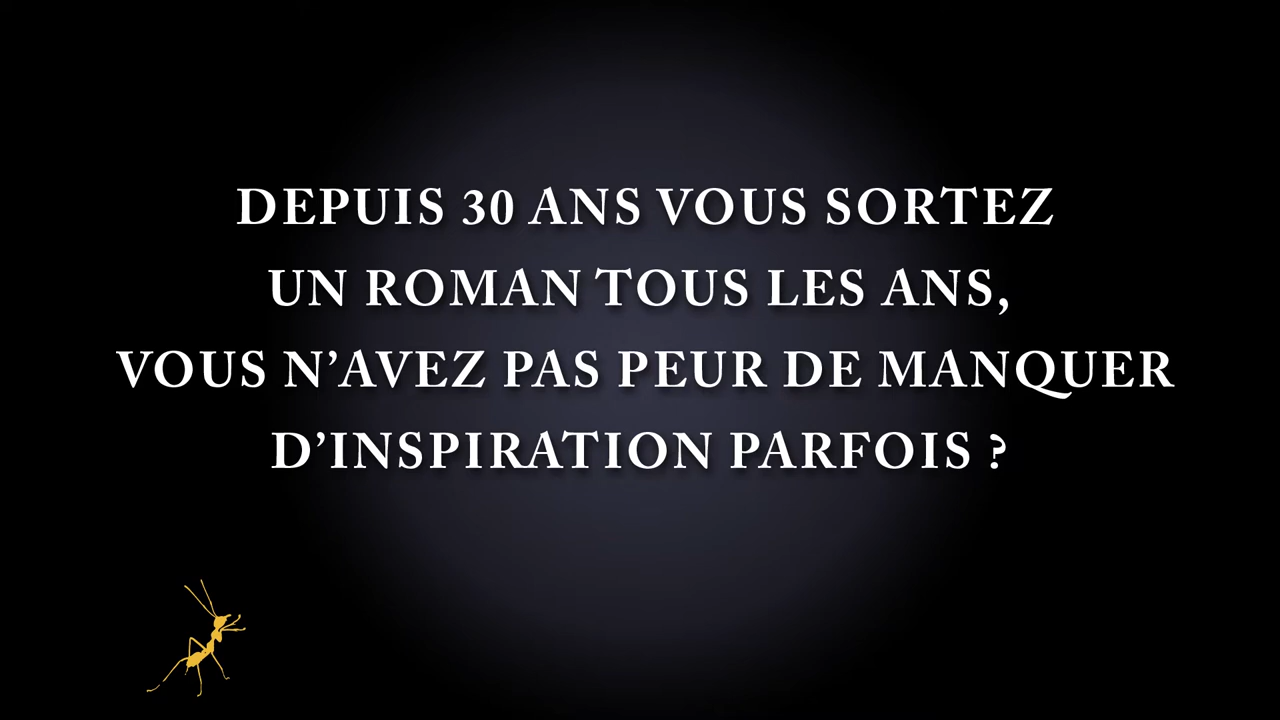 DEPUIS 30 ANS VOUS SORTEZ
UN ROMAN TOUS LES ANS,
VOUS N’AVEZ PAS PEUR DE MANQUER
D’INSPIRATION PARFOIS ?